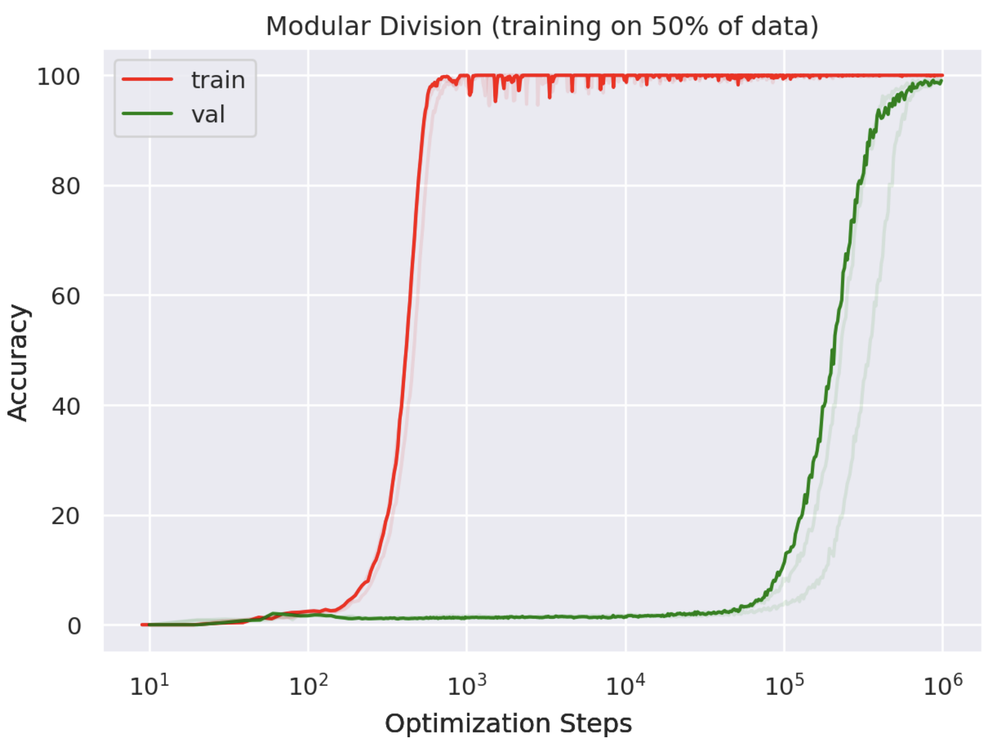 Modular Division (training on 50% of data)
train
val
100
80
60
40
20
0
Accuracy
10¹ 10² 10³ 10⁴ 10⁵ 10⁶
Optimization Steps